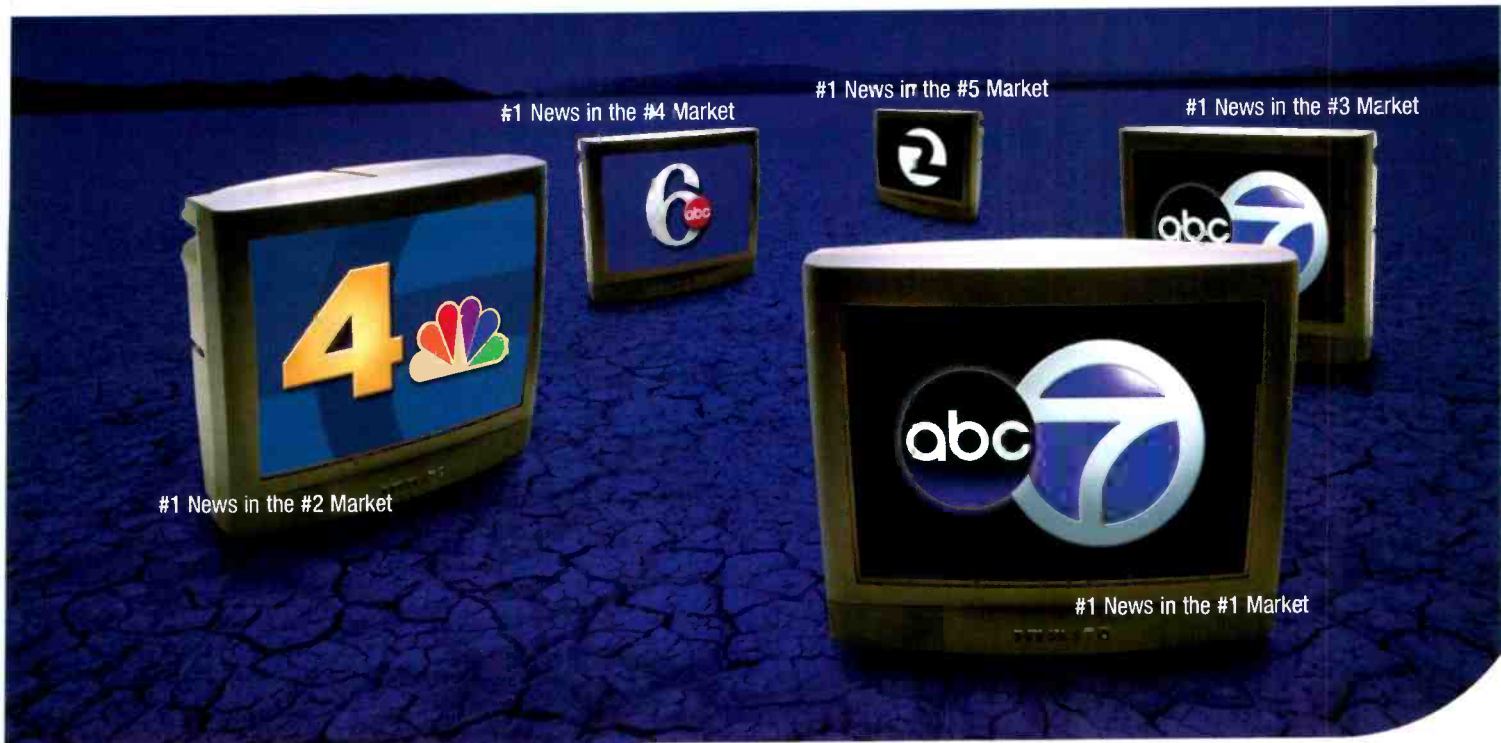 #1 News in the #4 Market
#1 News in the #5 Market
#1 News in the #3 Market
6
abc
2
abc
7
4
abc
7
#1 News in the #2 Market
#1 News in the #1 Market